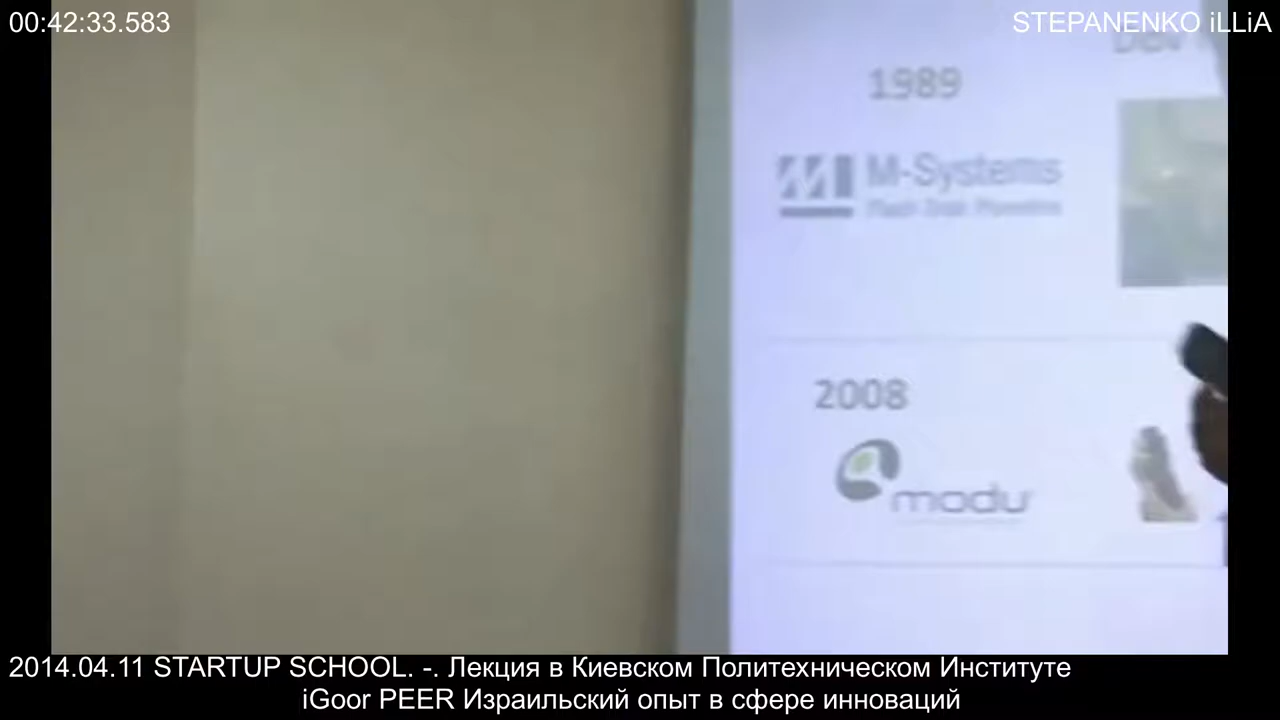 00:42:33.583
STEPANENKO iLLiA
1989
M-Systems
2008
modu
2014.04.11 STARTUP SCHOOL. -. Лекция в Киевском Политехническом Институте
iGoor PEER Израильский опыт в сфере инноваций